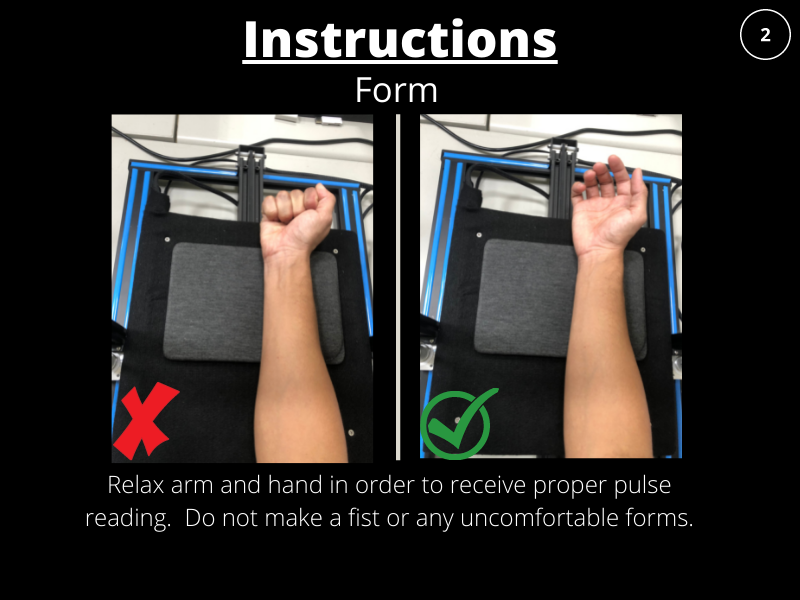 Instructions
2
Form
Relax arm and hand in order to receive proper pulse
reading.  Do not make a fist or any uncomfortable forms.